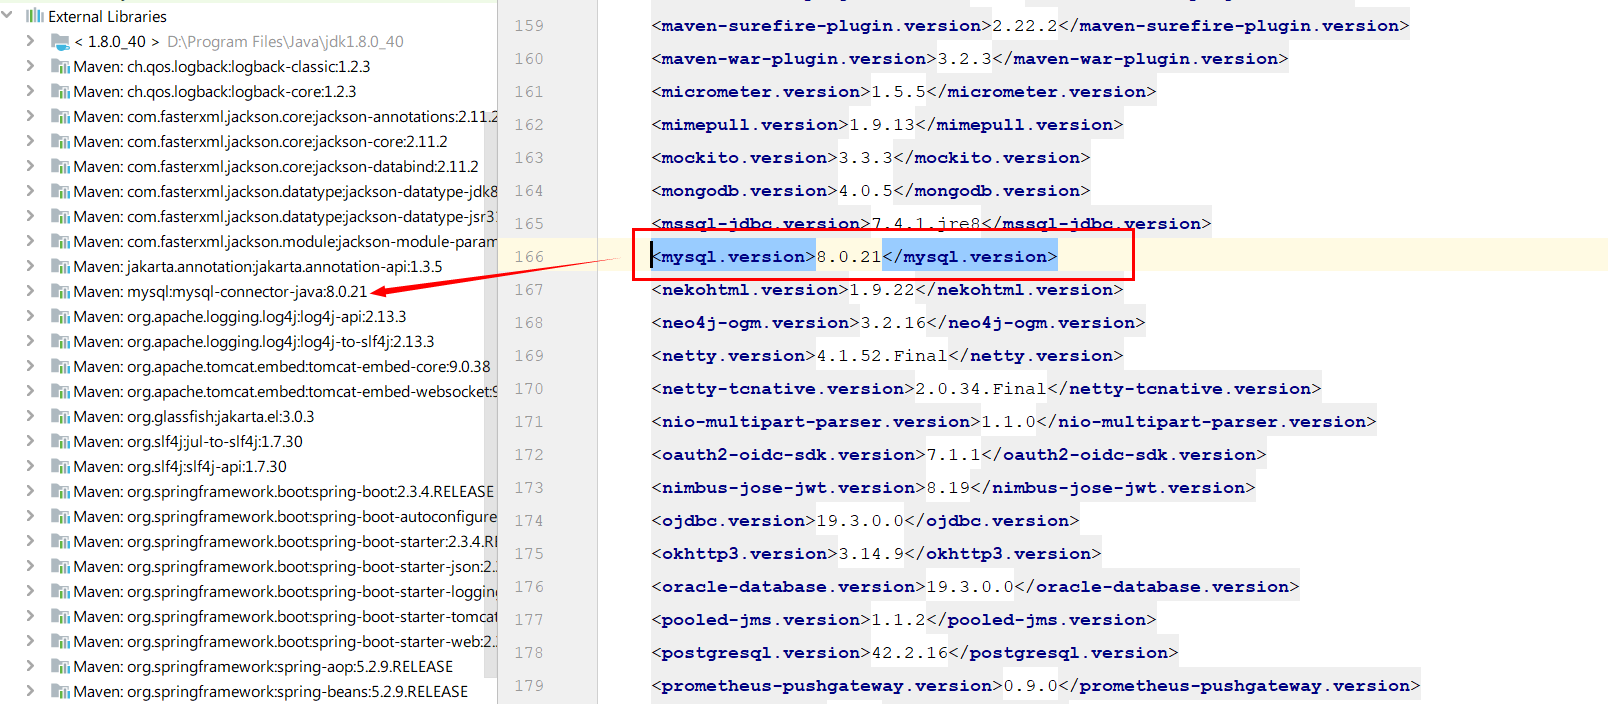 External Libraries
< 1.8.0_40 > D:\Program Files\Java\jdk1.8.0_40
Maven: ch.qos.logback:logback-classic:1.2.3
Maven: ch.qos.logback:logback-core:1.2.3
Maven: com.fasterxml.jackson.core:jackson-annotations:2.11.2
Maven: com.fasterxml.jackson.core:jackson-core:2.11.2
Maven: com.fasterxml.jackson.core:jackson-databind:2.11.2
Maven: com.fasterxml.jackson.datatype:jackson-datatype-jdk8
Maven: com.fasterxml.jackson.datatype:jackson-datatype-jsr31
Maven: com.fasterxml.jackson.module:jackson-module-param
Maven: jakarta.annotation:jakarta.annotation-api:1.3.5
Maven: mysql:mysql-connector-java:8.0.21
Maven: org.apache.logging.log4j:log4j-api:2.13.3
Maven: org.apache.logging.log4j:log4j-to-slf4j:2.13.3
Maven: org.apache.tomcat.embed:tomcat-embed-core:9.0.38
Maven: org.apache.tomcat.embed:tomcat-embed-websocket:9
Maven: org.glassfish:jakarta.el:3.0.3
Maven: org.slf4j:jul-to-slf4j:1.7.30
Maven: org.slf4j:slf4j-api:1.7.30
Maven: org.springframework.boot:spring-boot:2.3.4.RELEASE
Maven: org.springframework.boot:spring-boot-autoconfigure
Maven: org.springframework.boot:spring-boot-starter:2.3.4.RI
Maven: org.springframework.boot:spring-boot-starter-json:2.
Maven: org.springframework.boot:spring-boot-starter-logging
Maven: org.springframework.boot:spring-boot-starter-tomcat
Maven: org.springframework.boot:spring-boot-starter-web:2.
Maven: org.springframework:spring-aop:5.2.9.RELEASE
Maven: org.springframework:spring-beans:5.2.9.RELEASE
159 <maven-surefire-plugin.version>2.22.2</maven-surefire-plugin.version>
160 <maven-war-plugin.version>3.2.3</maven-war-plugin.version>
161 <micrometer.version>1.5.5</micrometer.version>
162 <mimepull.version>1.9.13</mimepull.version>
163 <mockito.version>3.3.3</mockito.version>
164 <mongodb.version>4.0.5</mongodb.version>
165 <mssql-jdbc.version>7.4.1.jre8</mssql-jdbc.version>
166 <mysql.version>8.0.21</mysql.version>
167 <nekohtml.version>1.9.22</nekohtml.version>
168 <neo4j-ogm.version>3.2.16</neo4j-ogm.version>
169 <netty.version>4.1.52.Final</netty.version>
170 <netty-tcnative.version>2.0.34.Final</netty-tcnative.version>
171 <nio-multipart-parser.version>1.1.0</nio-multipart-parser.version>
172 <oauth2-oidc-sdk.version>7.1.1</oauth2-oidc-sdk.version>
173 <nimbus-jose-jwt.version>8.19</nimbus-jose-jwt.version>
174 <ojdbc.version>19.3.0.0</ojdbc.version>
175 <okhttp3.version>3.14.9</okhttp3.version>
176 <oracle-database.version>19.3.0.0</oracle-database.version>
177 <pooled-jms.version>1.1.2</pooled-jms.version>
178 <postgresql.version>42.2.16</postgresql.version>
179 <prometheus-pushgateway.version>0.9.0</prometheus-pushgateway.version>